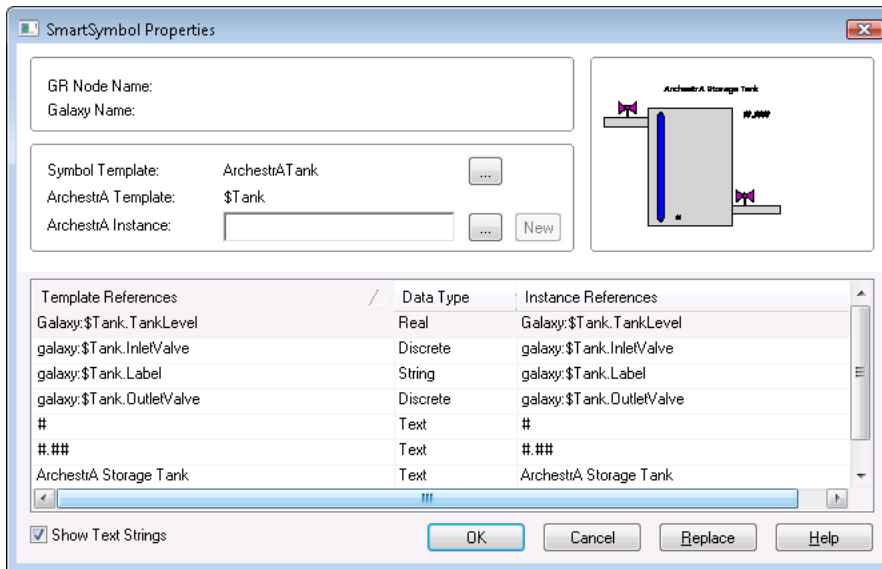 SmartSymbol Properties
GR Node Name:
Galaxy Name:
ArchestrA Storage Tank
#.###
#
Symbol Template: ArchestrATank ...
ArchestrA Template: $Tank
ArchestrA Instance: ... New
Template References Data Type Instance References
Galaxy:$Tank.TankLevel Real Galaxy:$Tank.TankLevel
galaxy:$Tank.InletValve Discrete galaxy:$Tank.InletValve
galaxy:$Tank.Label String galaxy:$Tank.Label
galaxy:$Tank.OutletValve Discrete galaxy:$Tank.OutletValve
# Text #
#.## Text #.##
ArchestrA Storage Tank Text ArchestrA Storage Tank
Show Text Strings OK Cancel Replace Help